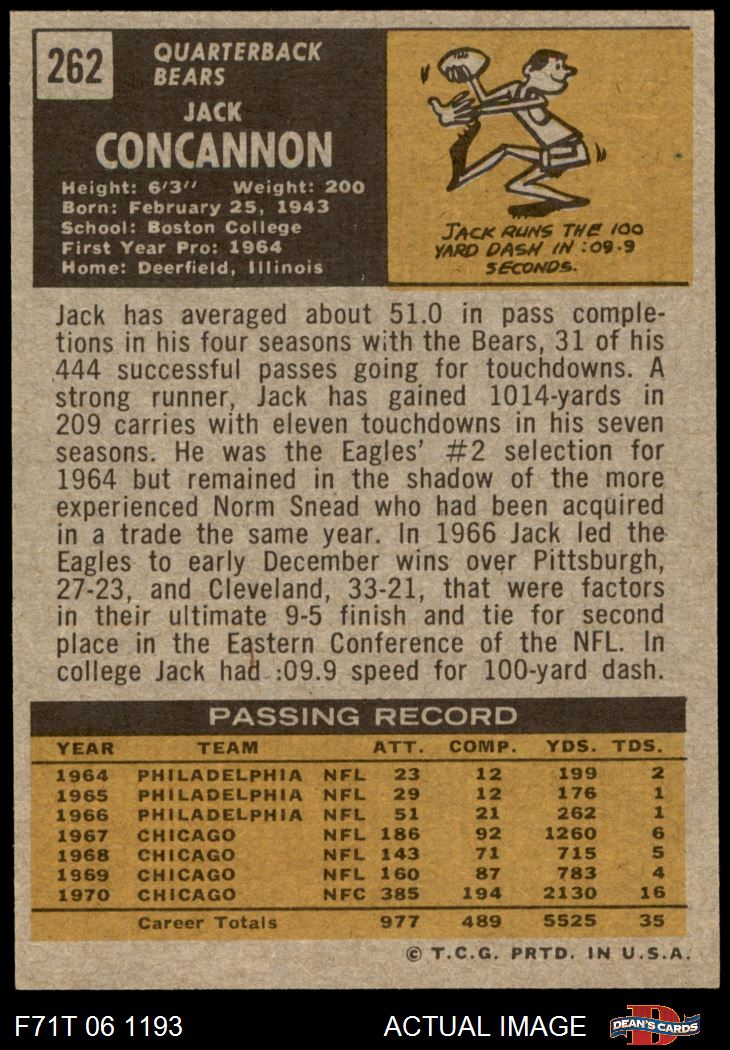 262
QUARTERBACK
BEARS
JACK
CONCANNON
Height: 6'3'' Weight: 200
Born: February 25, 1943
School: Boston College
First Year Pro: 1964
Home: Deerfield, Illinois
JACK RUNS THE 100
YARD DASH IN :09.9
SECONDS.
Jack has averaged about 51.0 in pass comple-
tions in his four seasons with the Bears, 31 of his
444 successful passes going for touchdowns. A
strong runner, Jack has gained 1014-yards in
209 carries with eleven touchdowns in his seven
seasons. He was the Eagles' #2 selection for
1964 but remained in the shadow of the more
experienced Norm Snead who had been acquired
in a trade the same year. In 1966 Jack led the
Eagles to early December wins over Pittsburgh,
27-23, and Cleveland, 33-21, that were factors
in their ultimate 9-5 finish and tie for second
place in the Eastern Conference of the NFL. In
college Jack had :09.9 speed for 100-yard dash.
PASSING RECORD
YEAR TEAM ATT. COMP. YDS. TDS.
1964 PHILADELPHIA NFL 23 12 199 2
1965 PHILADELPHIA NFL 29 12 176 1
1966 PHILADELPHIA NFL 51 21 262 1
1967 CHICAGO NFL 186 92 1260 6
1968 CHICAGO NFL 143 71 715 5
1969 CHICAGO NFL 160 87 783 4
1970 CHICAGO NFC 385 194 2130 16
Career Totals 977 489 5525 35
© T.C.G. PRTD. IN U.S.A.
F71T 06 1193 ACTUAL IMAGE D DEAN'S CARDS